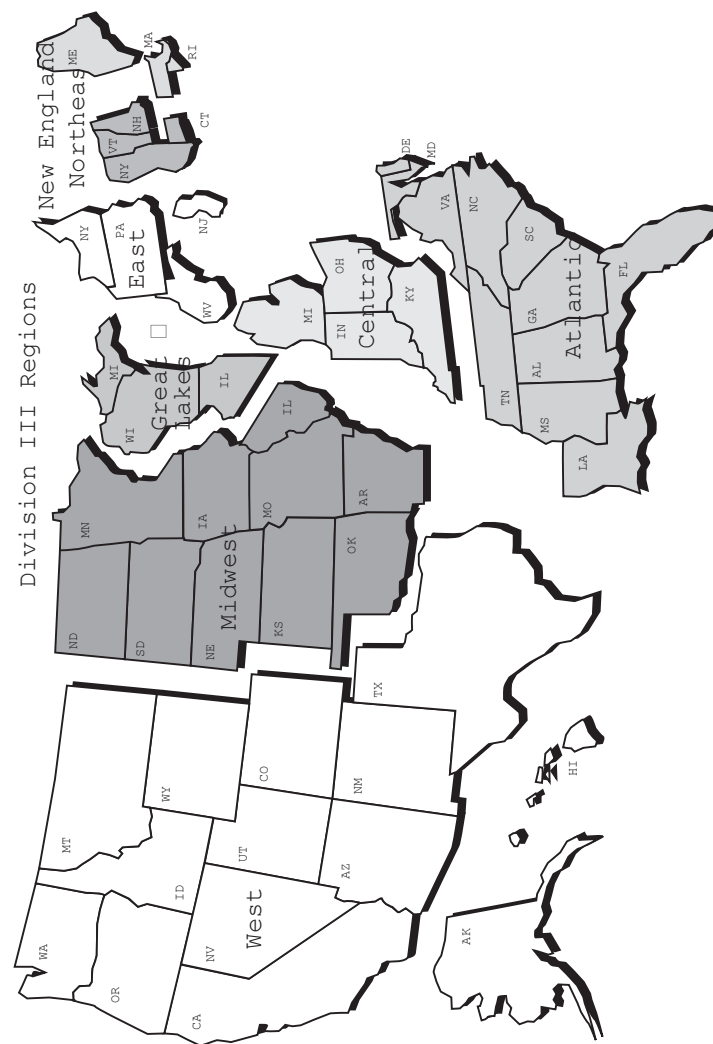 Division III Regions
New England
Northeas
East
Great
Lakes
Central
Atlantic
Midwest
West
ME
MA
RI
NH
VT
NY
CT
NY
PA
NJ
WV
MI
WI
IL
MI
OH
IN
KY
DE
MD
VA
NC
SC
GA
FL
TN
AL
MS
LA
MN
IA
IL
MO
AR
ND
SD
NE
KS
OK
TX
MT
WY
CO
NM
ID
UT
AZ
WA
OR
NV
CA
AK
HI